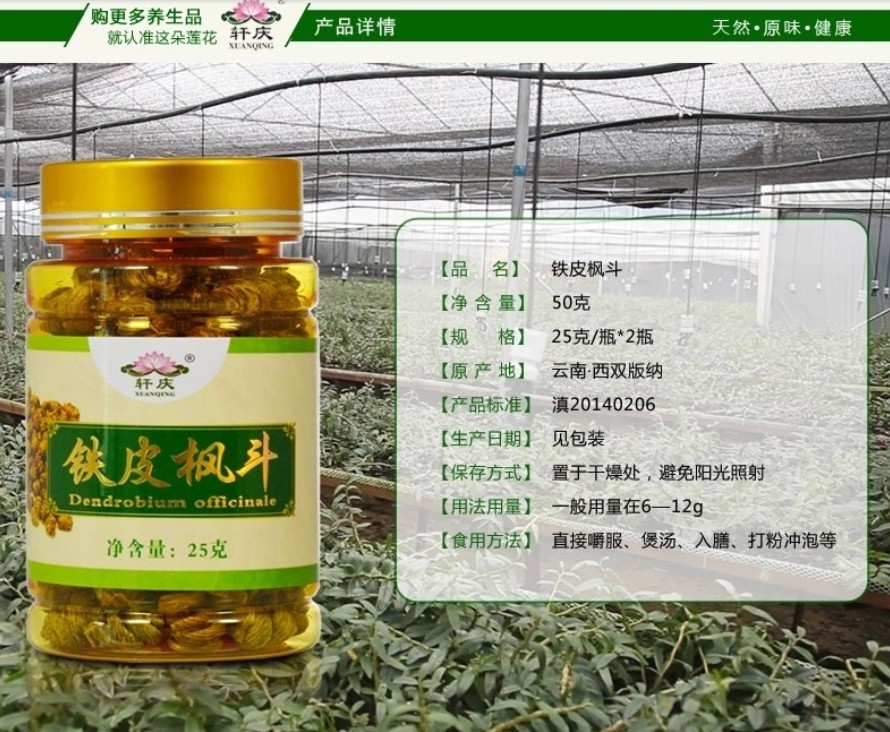 购更多养生品
就认准这朵莲花
轩庆
XUANQING
产品详情
天然•原味•健康
【品 名】 铁皮枫斗
【净含量】 50克
【规 格】 25克/瓶*2瓶
【原产地】 云南·西双版纳
【产品标准】 滇20140206
【生产日期】 见包装
【保存方式】 置于干燥处，避免阳光照射
【用法用量】 一般用量在6—12g
【食用方法】 直接嚼服、煲汤、入膳、打粉冲泡等
®
轩庆
XUANQING
铁皮枫斗
Dendrobium officinale
净含量：25克